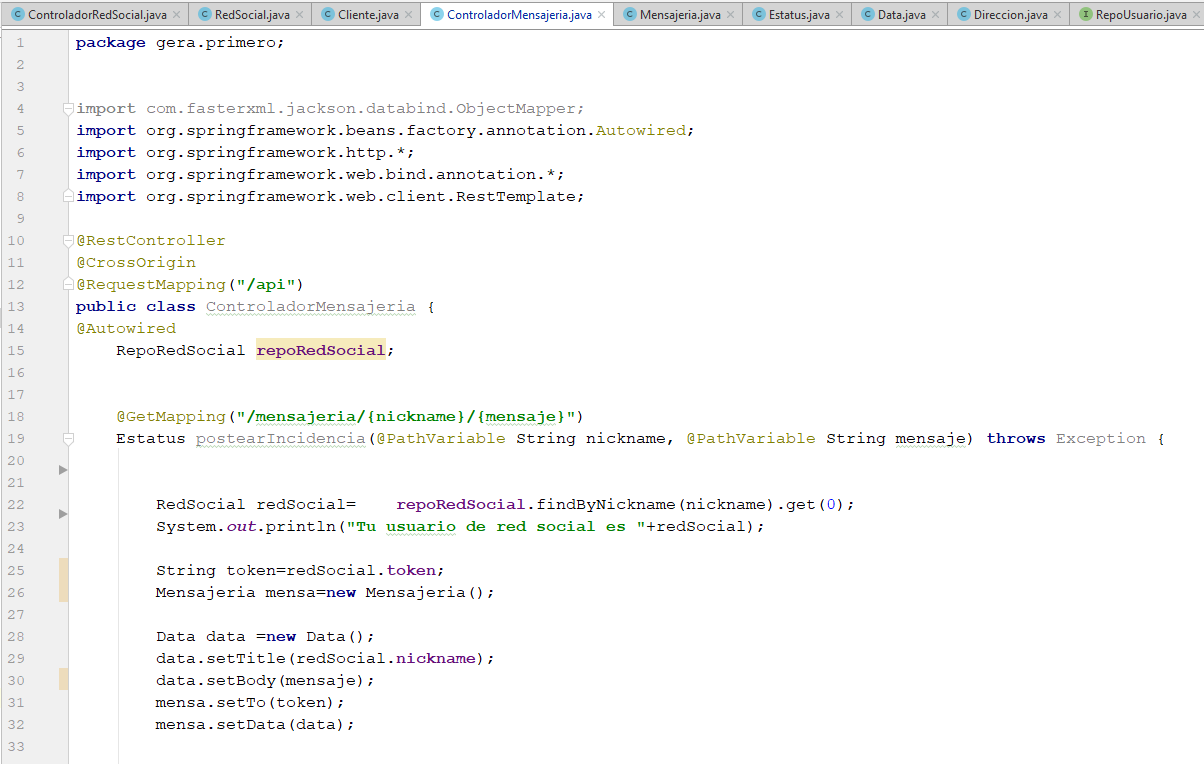 ControladorRedSocial.java RedSocial.java Cliente.java ControladorMensajeria.java Mensajeria.java Estatus.java Data.java Direccion.java RepoUsuario.java
1 package gera.primero;
2
3
4 import com.fasterxml.jackson.databind.ObjectMapper;
5 import org.springframework.beans.factory.annotation.Autowired;
6 import org.springframework.http.*;
7 import org.springframework.web.bind.annotation.*;
8 import org.springframework.web.client.RestTemplate;
9
10 @RestController
11 @CrossOrigin
12 @RequestMapping("/api")
13 public class ControladorMensajeria {
14 @Autowired
15 RepoRedSocial repoRedSocial;
16
17
18 @GetMapping("/mensajeria/{nickname}/{mensaje}")
19 Estatus postearIncidencia(@PathVariable String nickname, @PathVariable String mensaje) throws Exception {
20
21
22 RedSocial redSocial=    repoRedSocial.findByNickname(nickname).get(0);
23 System.out.println("Tu usuario de red social es "+redSocial);
24
25 String token=redSocial.token;
26 Mensajeria mensa=new Mensajeria();
27
28 Data data =new Data();
29 data.setTitle(redSocial.nickname);
30 data.setBody(mensaje);
31 mensa.setTo(token);
32 mensa.setData(data);
33